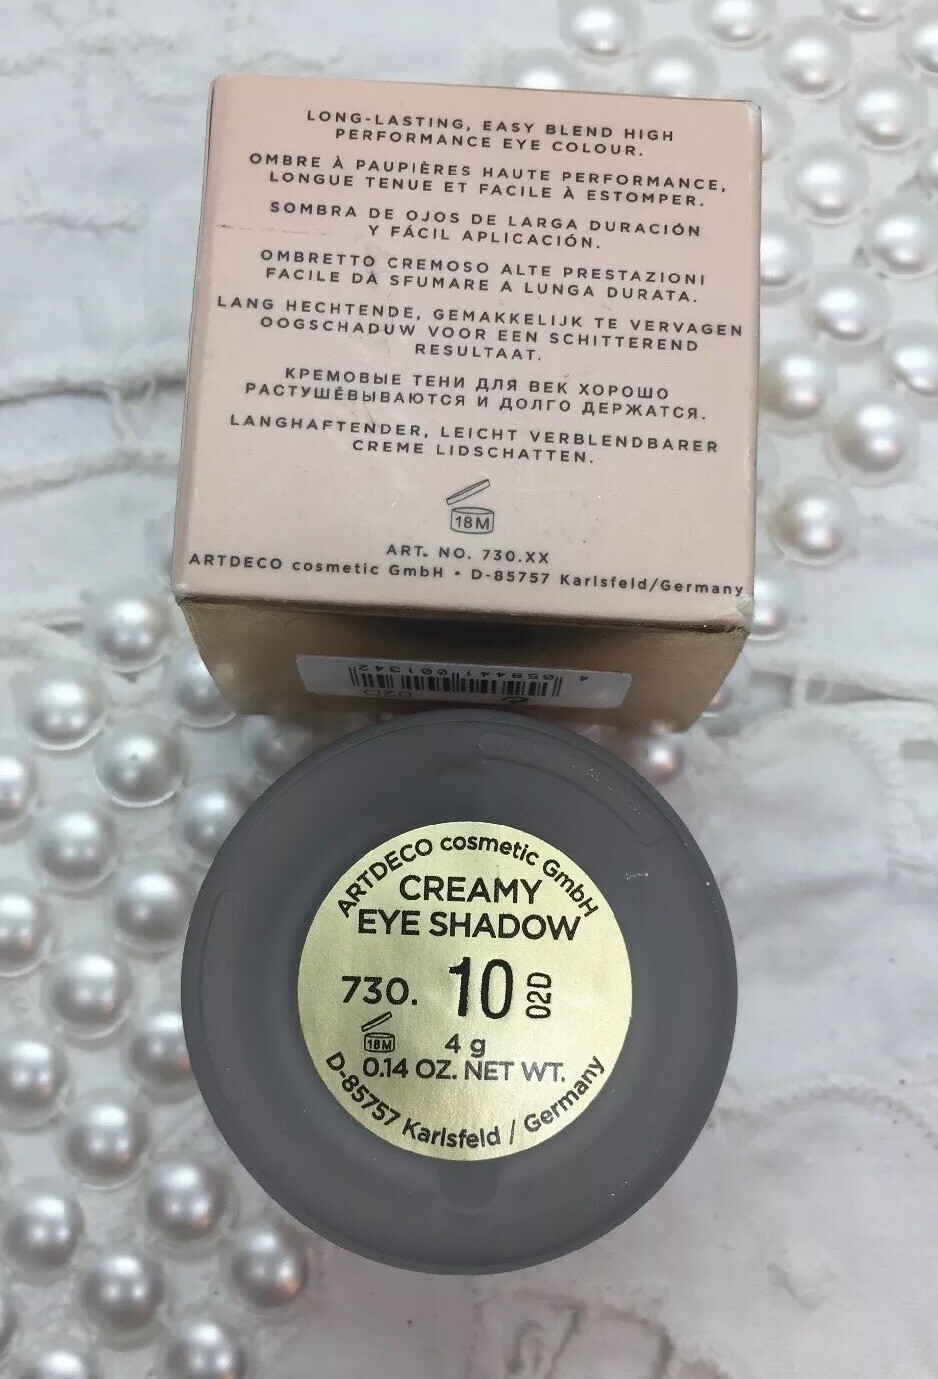 LONG-LASTING, EASY BLEND HIGH
PERFORMANCE EYE COLOUR.
OMBRE À PAUPIÈRES HAUTE PERFORMANCE,
LONGUE TENUE ET FACILE À ESTOMPER.
SOMBRA DE OJOS DE LARGA DURACIÓN
Y FÁCIL APLICACIÓN.
OMBRETTO CREMOSO ALTE PRESTAZIONI
FACILE DA SFUMARE A LUNGA DURATA.
LANG HECHTENDE, GEMAKKELIJK TE VERVAGEN
OOGSCHADUW VOOR EEN SCHITTEREND
RESULTAAT.
КРЕМОВЫЕ ТЕНИ ДЛЯ ВЕК ХОРОШО
РАСТУШЁВЫВАЮТСЯ И ДОЛГО ДЕРЖАТСЯ.
LANGHAFTENDER, LEICHT VERBLENDBARER
CREME LIDSCHATTEN.
18M
ART. NO. 730.XX
ARTDECO cosmetic GmbH • D-85757 Karlsfeld/Germany
4 058441 001342
02D
ARTDECO cosmetic GmbH
CREAMY
EYE SHADOW
730. 10 02D
18M
4 g
0.14 OZ. NET WT.
D-85757 Karlsfeld / Germany